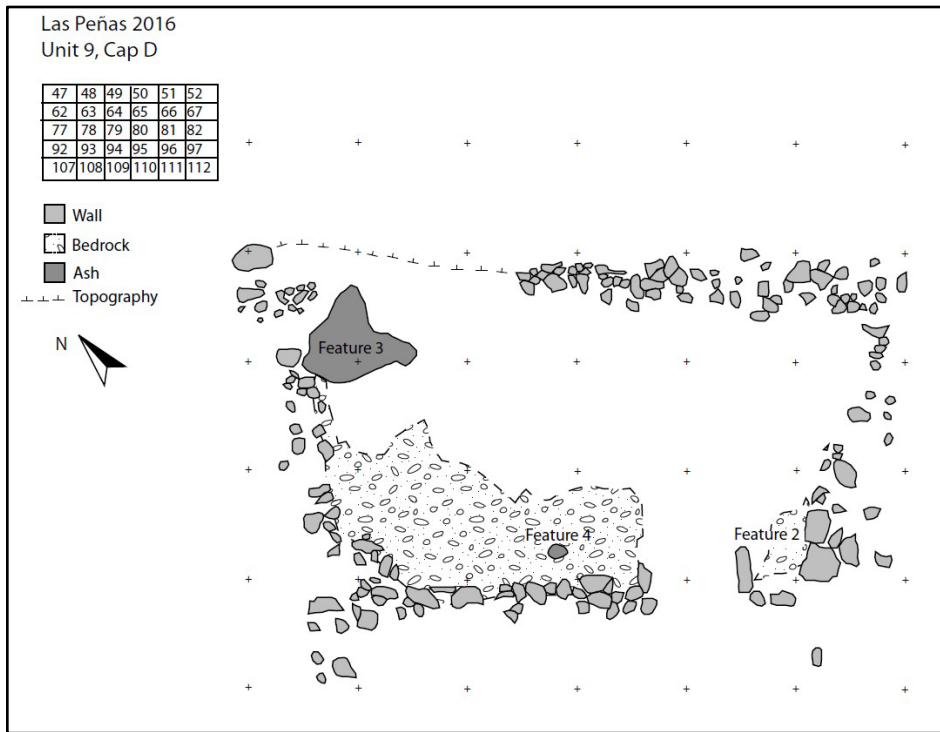 Las Peñas 2016
Unit 9, Cap D
47 48 49 50 51 52
62 63 64 65 66 67
77 78 79 80 81 82
92 93 94 95 96 97
107 108 109 110 111 112
Wall
Bedrock
Ash
Topography
N
Feature 3
Feature 4
Feature 2